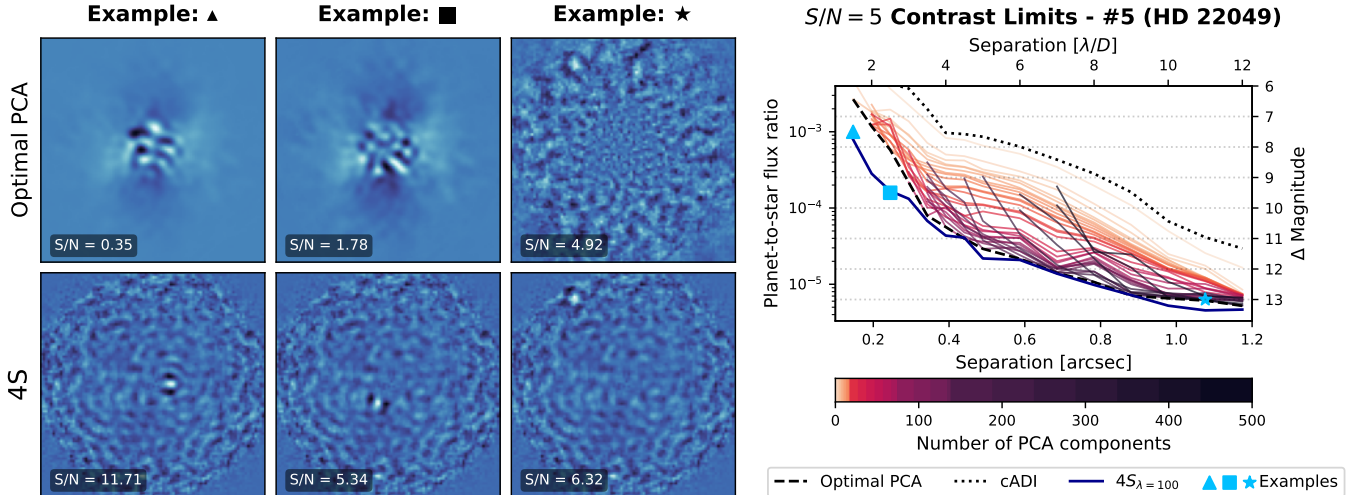 Example: ▲
Example: ■
Example: ★
Optimal PCA
S/N = 0.35
S/N = 1.78
S/N = 4.92
4S
S/N = 11.71
S/N = 5.34
S/N = 6.32
S/N = 5 Contrast Limits - #5 (HD 22049)
Separation [λ/D]
2 4 6 8 10 12
Planet-to-star flux ratio
10⁻³
10⁻⁴
10⁻⁵
6
7
8
9
10
11
12
13
Δ Magnitude
0.2 0.4 0.6 0.8 1.0 1.2
Separation [arcsec]
0 100 200 300 400 500
Number of PCA components
Optimal PCA
cADI
4S_λ=100
Examples